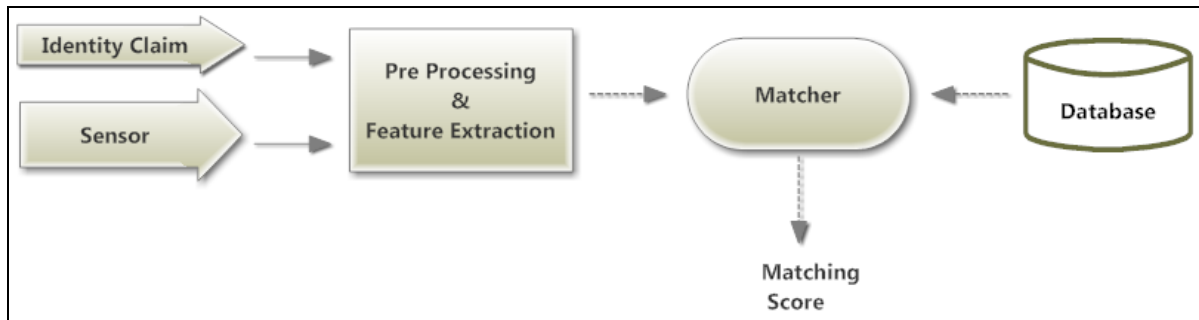 Identity Claim
Sensor
Pre Processing
&
Feature Extraction
Matcher
Database
Matching
Score